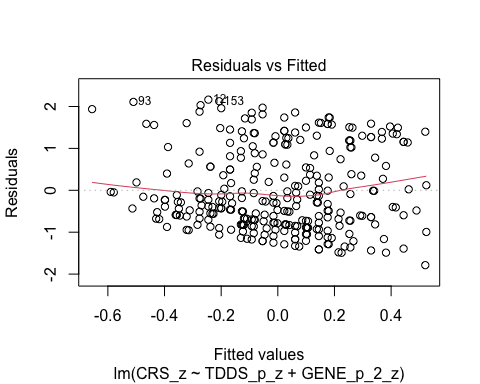 Residuals vs Fitted
93
12
153
2
1
0
-1
-2
Residuals
-0.6 -0.4 -0.2 0.0 0.2 0.4
Fitted values
lm(CRS_z ~ TDDS_p_z + GENE_p_2_z)